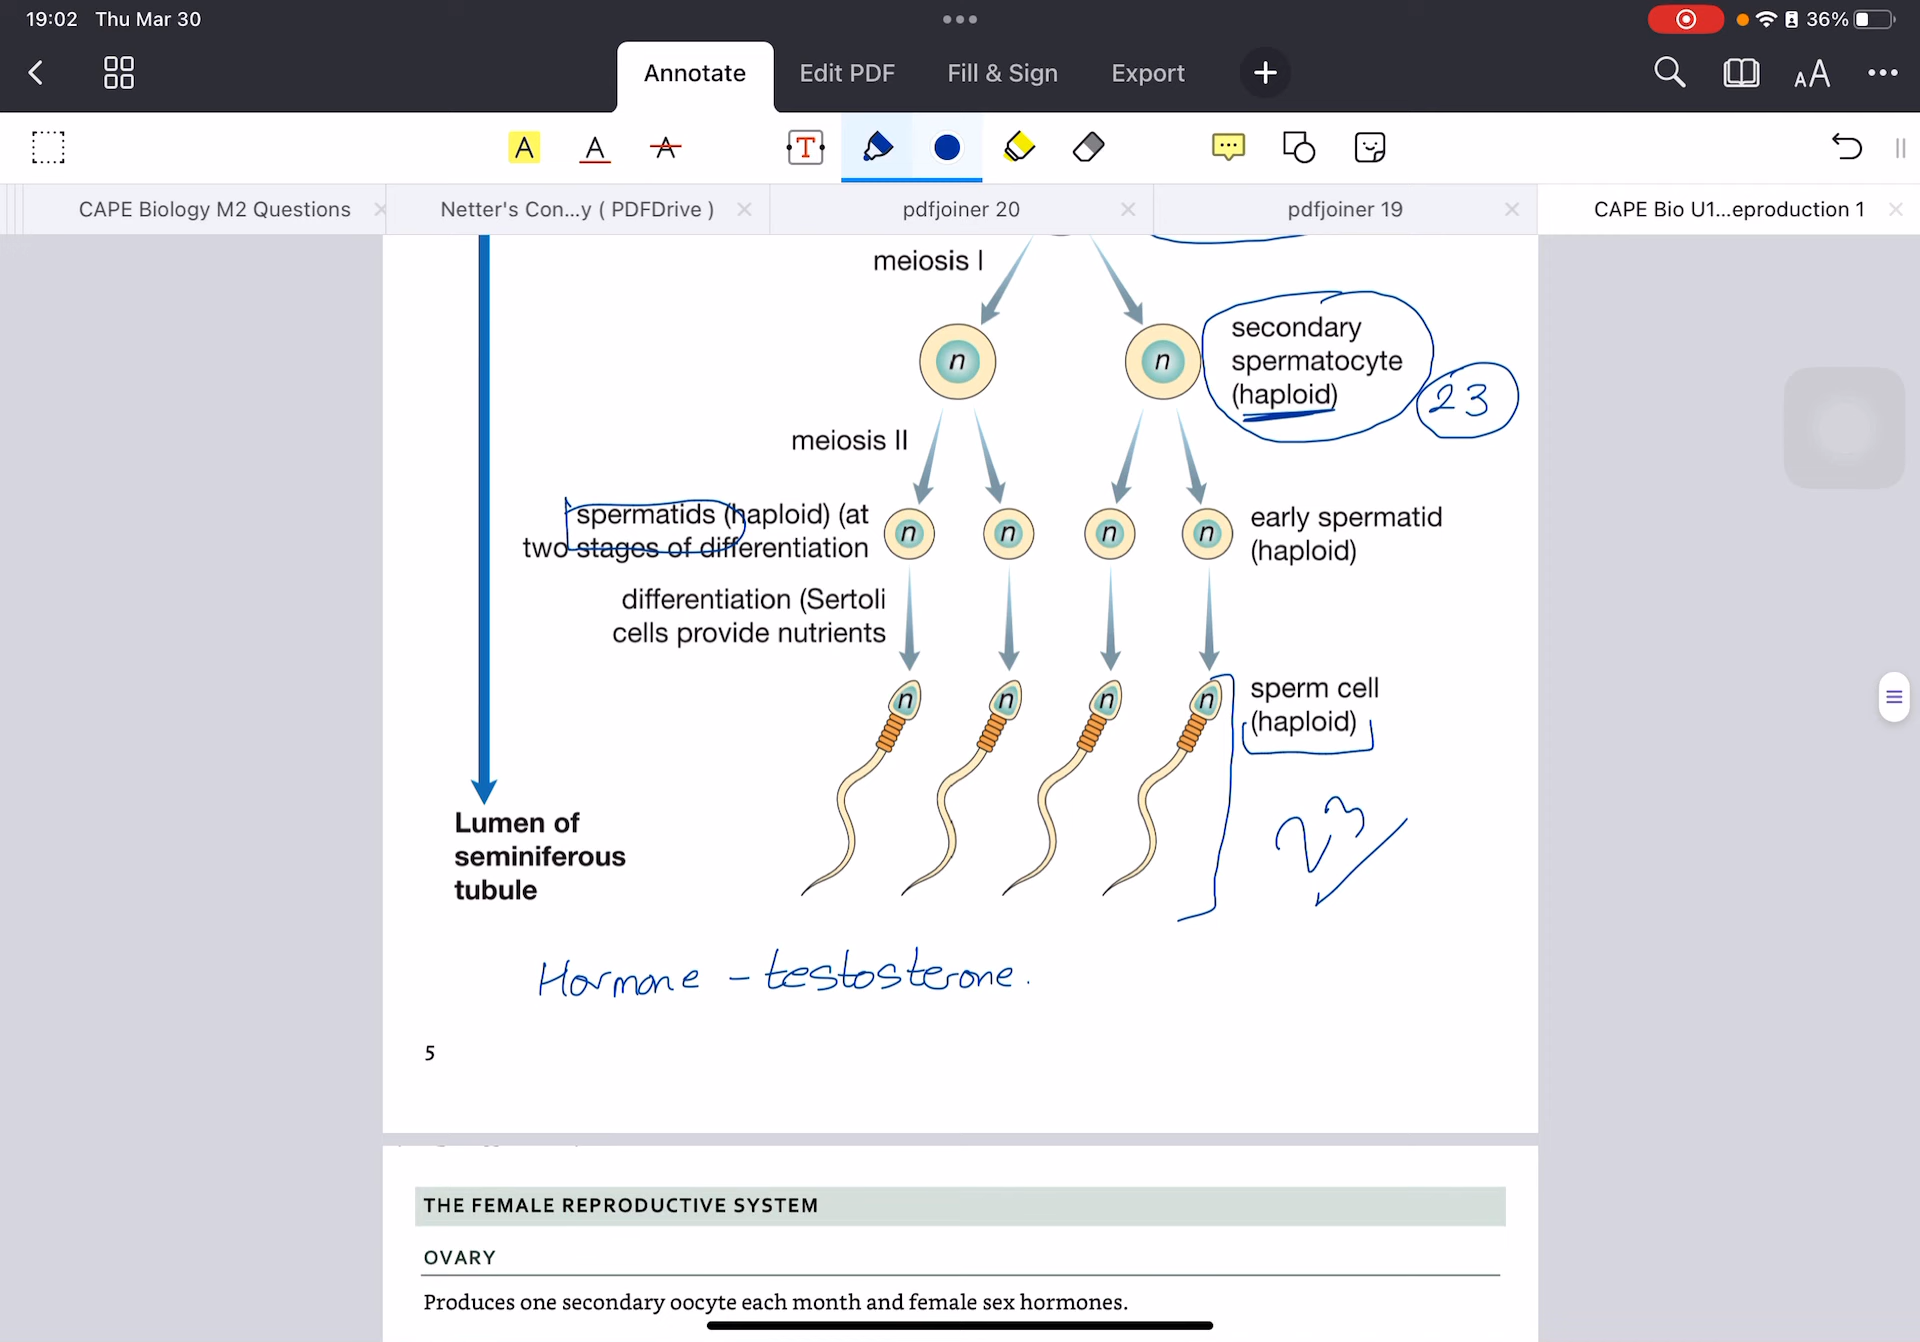 19:02 Thu Mar 30
36%
Annotate Edit PDF Fill & Sign Export
AA
A A A T
CAPE Biology M2 Questions Netter's Con...y ( PDFDrive ) pdfjoiner 20 pdfjoiner 19 CAPE Bio U1...eproduction 1
meiosis I
n n
secondary
spermatocyte
(haploid)
23
meiosis II
spermatids (haploid) (at
two stages of differentiation
n n n n
early spermatid
(haploid)
differentiation (Sertoli
cells provide nutrients
n n n n
sperm cell
(haploid)
23
Lumen of
seminiferous
tubule
Hormone - testosterone.
5
THE FEMALE REPRODUCTIVE SYSTEM
OVARY
Produces one secondary oocyte each month and female sex hormones.